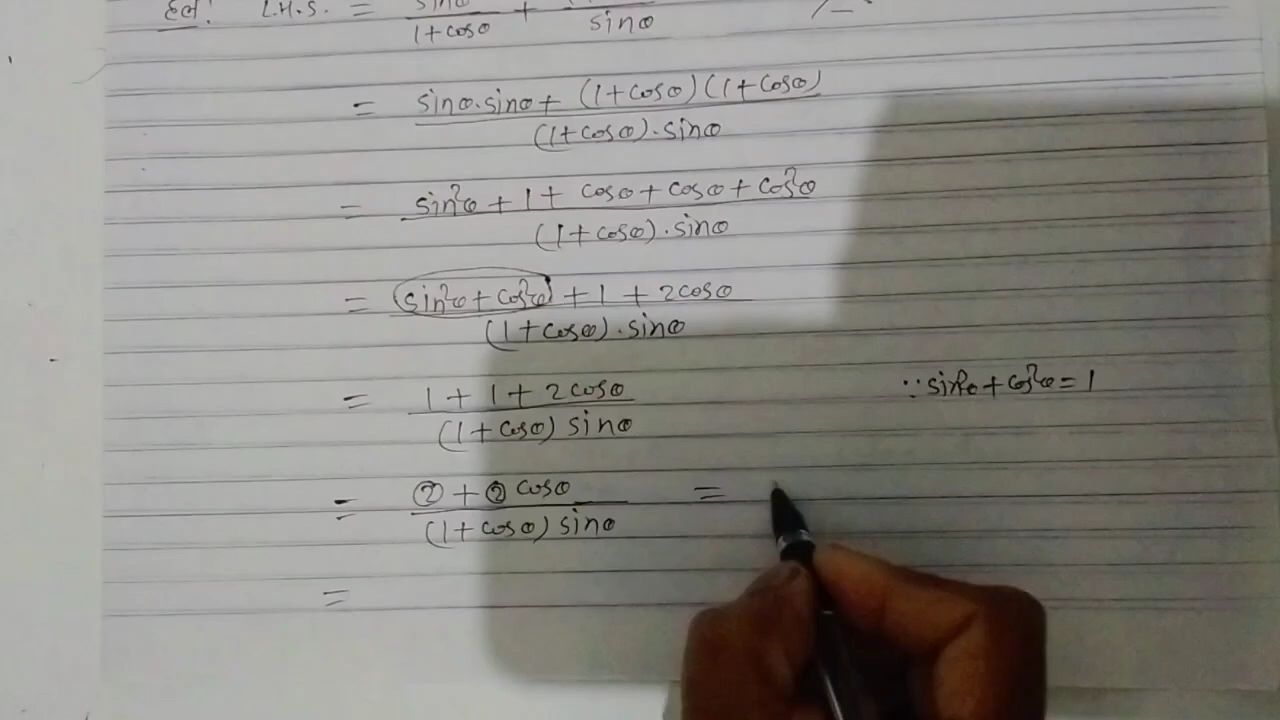 हल: L.H.S. = sinθ/1+cosθ + /sinθ
= sinθ.sinθ + (1+cosθ)(1+cosθ)/(1+cosθ).sinθ
= sin²θ + 1 + cosθ + cosθ + cos²θ/(1+cosθ).sinθ
= (sin²θ + cos²θ) + 1 + 2cosθ/(1+cosθ).sinθ
= 1 + 1 + 2cosθ/(1+cosθ) sinθ ∵ sin²θ + cos²θ = 1
= 2 + 2 cosθ/(1+cosθ) sinθ =
=